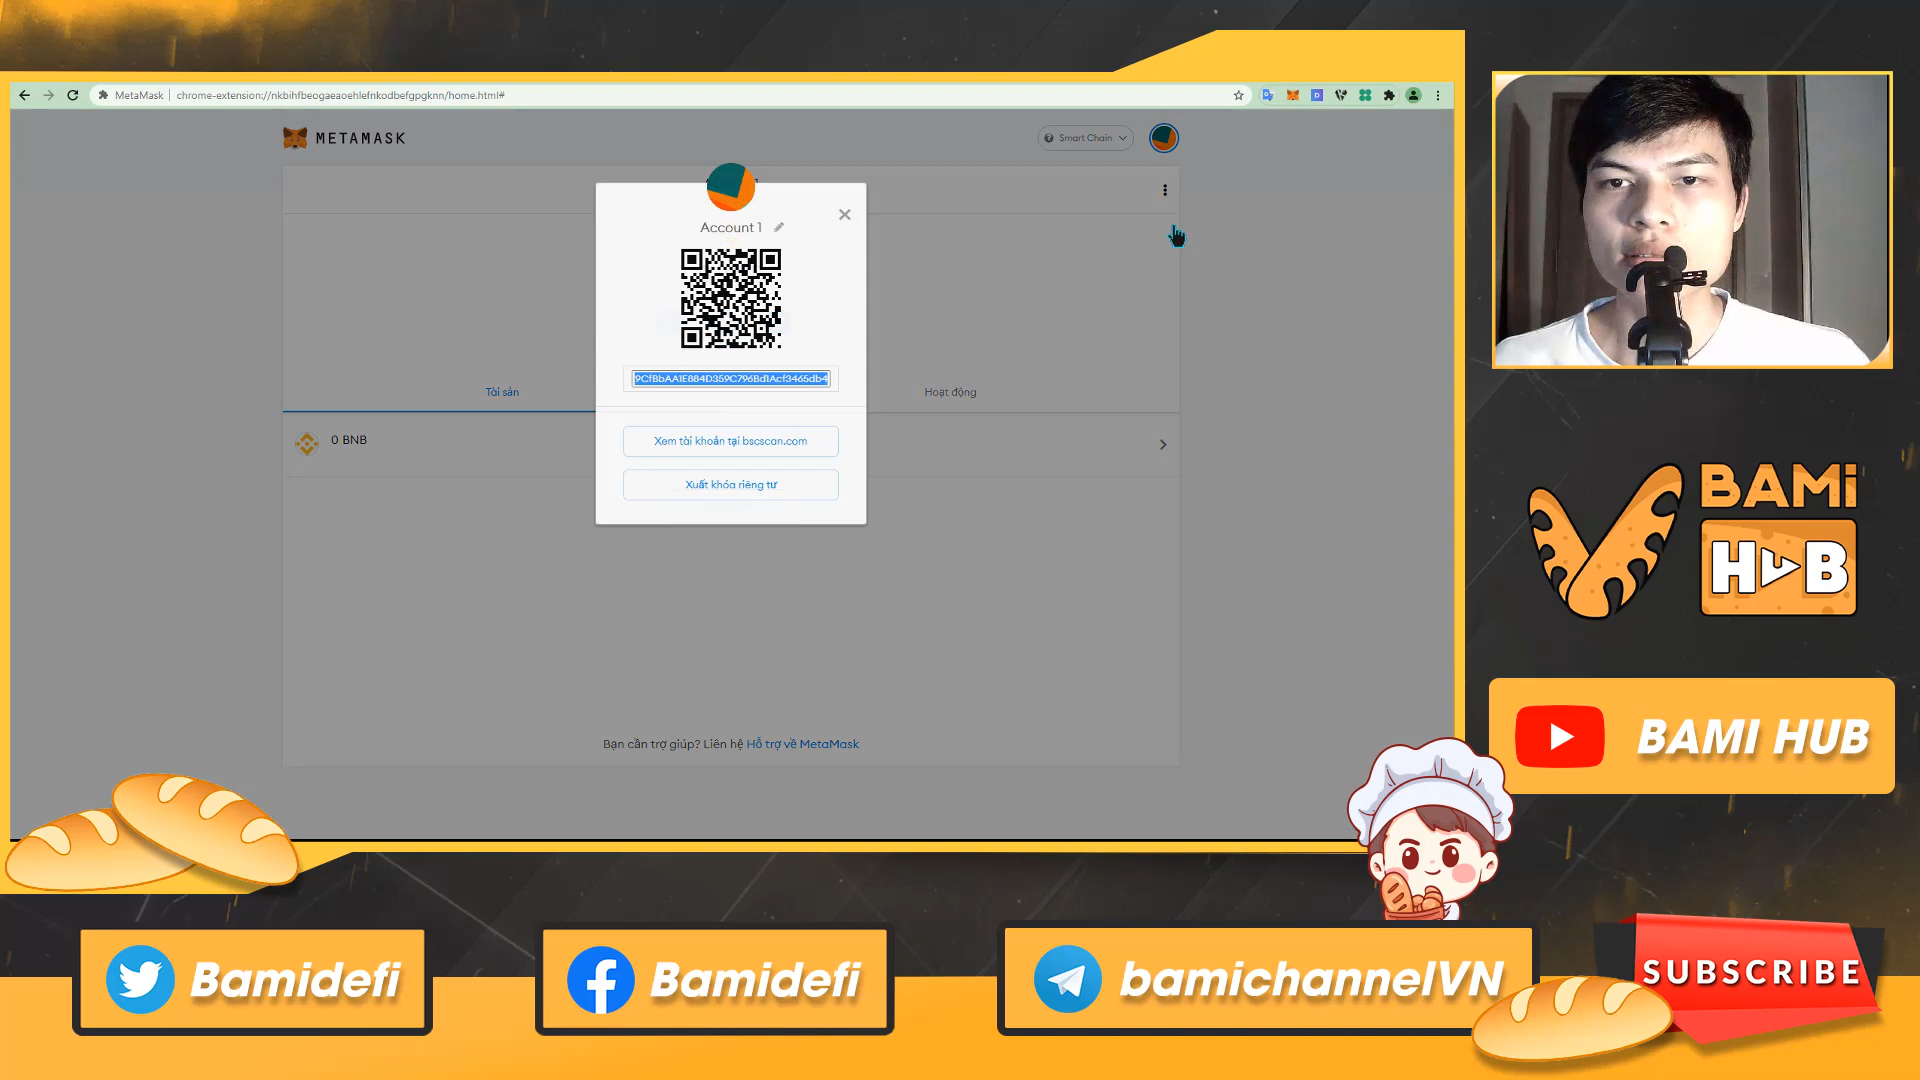 MetaMask
chrome-extension://nkbihfbeogaeaoehlefnkodbefgpgknn/home.html#
METAMASK
Smart Chain
Account 1
9CfBbAA1E884D359C796Bd1Acf3465db4
Tài sản
Hoạt động
Xem tài khoản tại bscscan.com
0 BNB
Xuất khóa riêng tư
Bạn cần trợ giúp? Liên hệ Hỗ trợ về MetaMask
BAMi
HUB
BAMI HUB
Bamidefi
Bamidefi
bamichannelVN
SUBSCRIBE